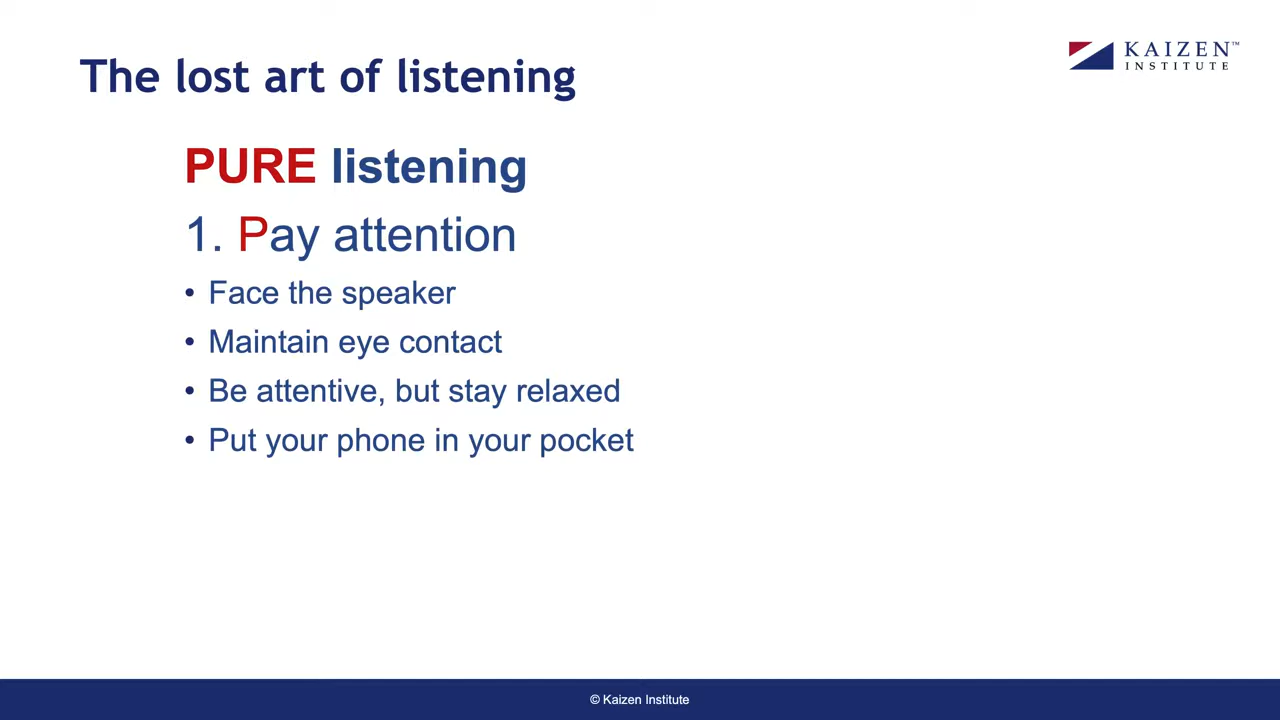 The lost art of listening
KAIZEN™
INSTITUTE
PURE listening
1. Pay attention
• Face the speaker
• Maintain eye contact
• Be attentive, but stay relaxed
• Put your phone in your pocket
© Kaizen Institute